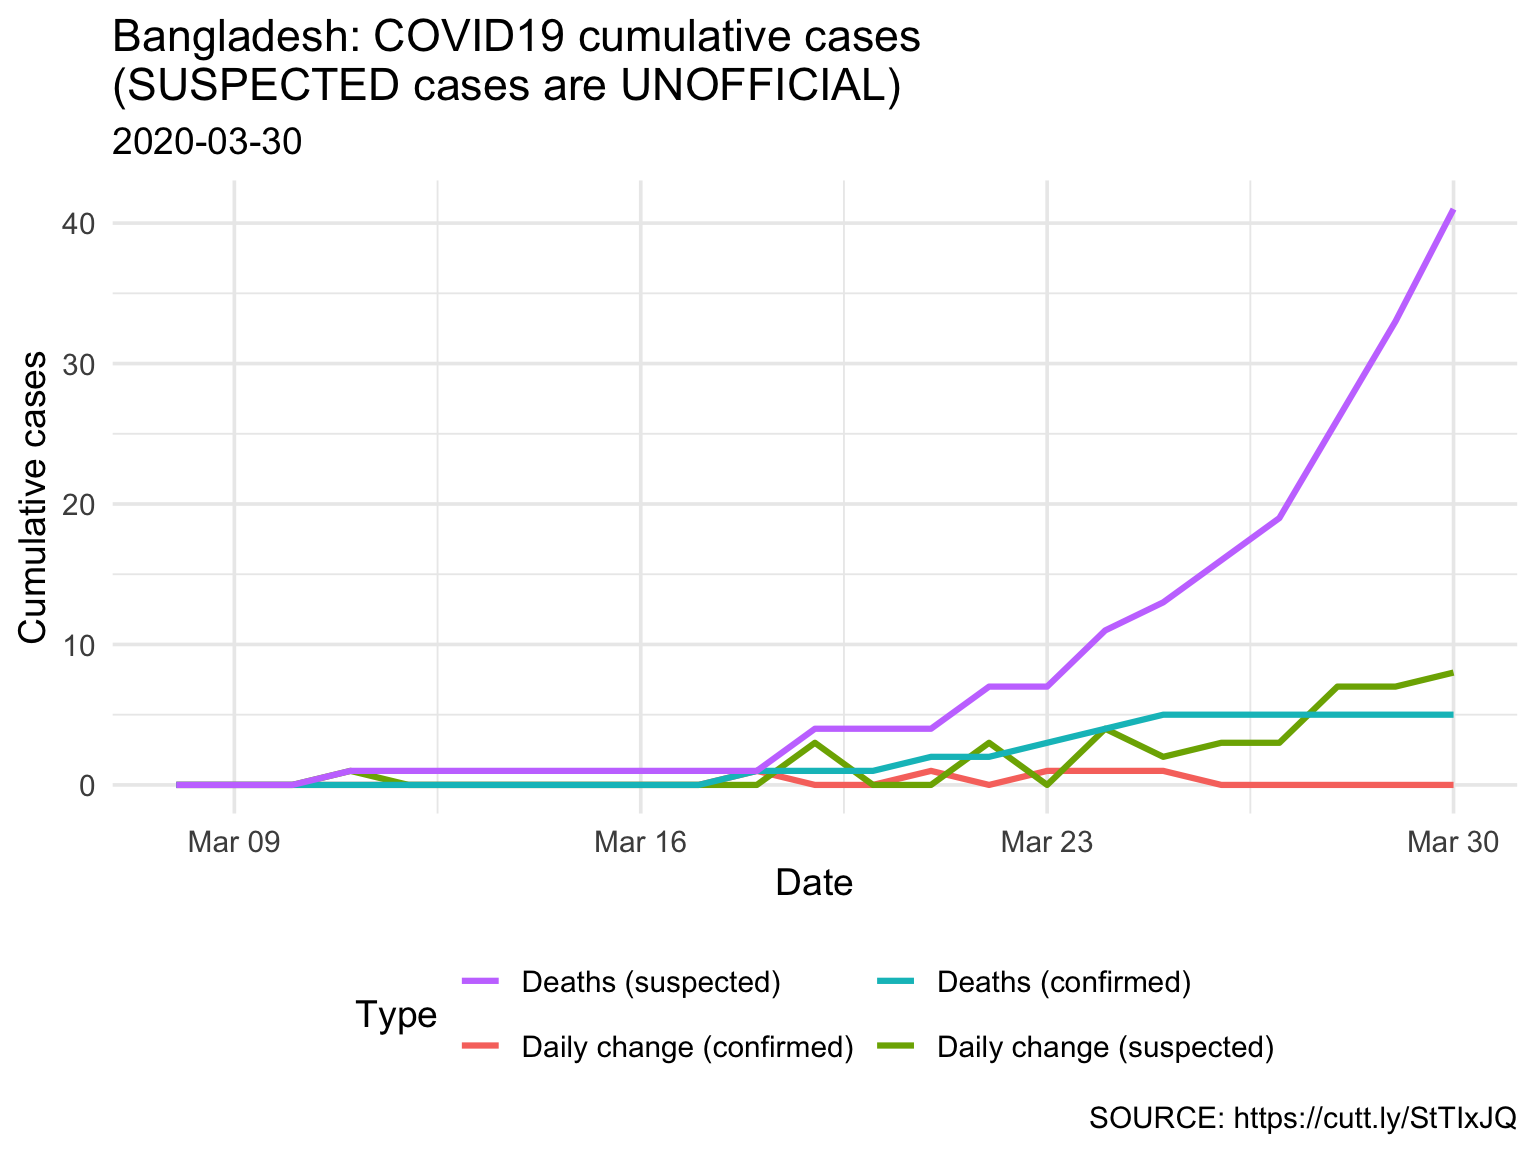 Bangladesh: COVID19 cumulative cases
(SUSPECTED cases are UNOFFICIAL)
2020-03-30
Cumulative cases
40
30
20
10
0
Mar 09 Mar 16 Mar 23 Mar 30
Date
Type
Deaths (suspected) Deaths (confirmed)
Daily change (confirmed) Daily change (suspected)
SOURCE: https://cutt.ly/StTIxJQ